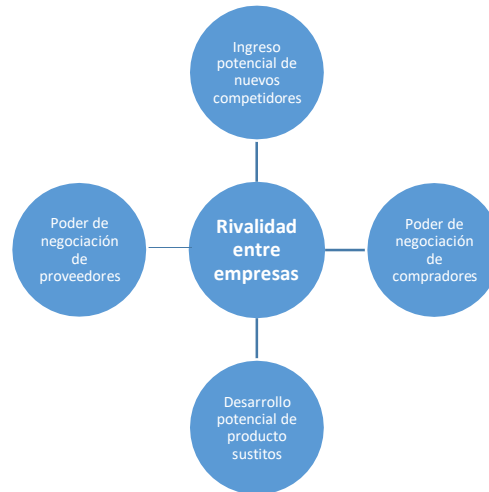 Ingreso
potencial de
nuevos
competidores
Poder de
negociación
de
proveedores
Rivalidad
entre
empresas
Poder de
negociación
de
compradores
Desarrollo
potencial de
producto
sustitos